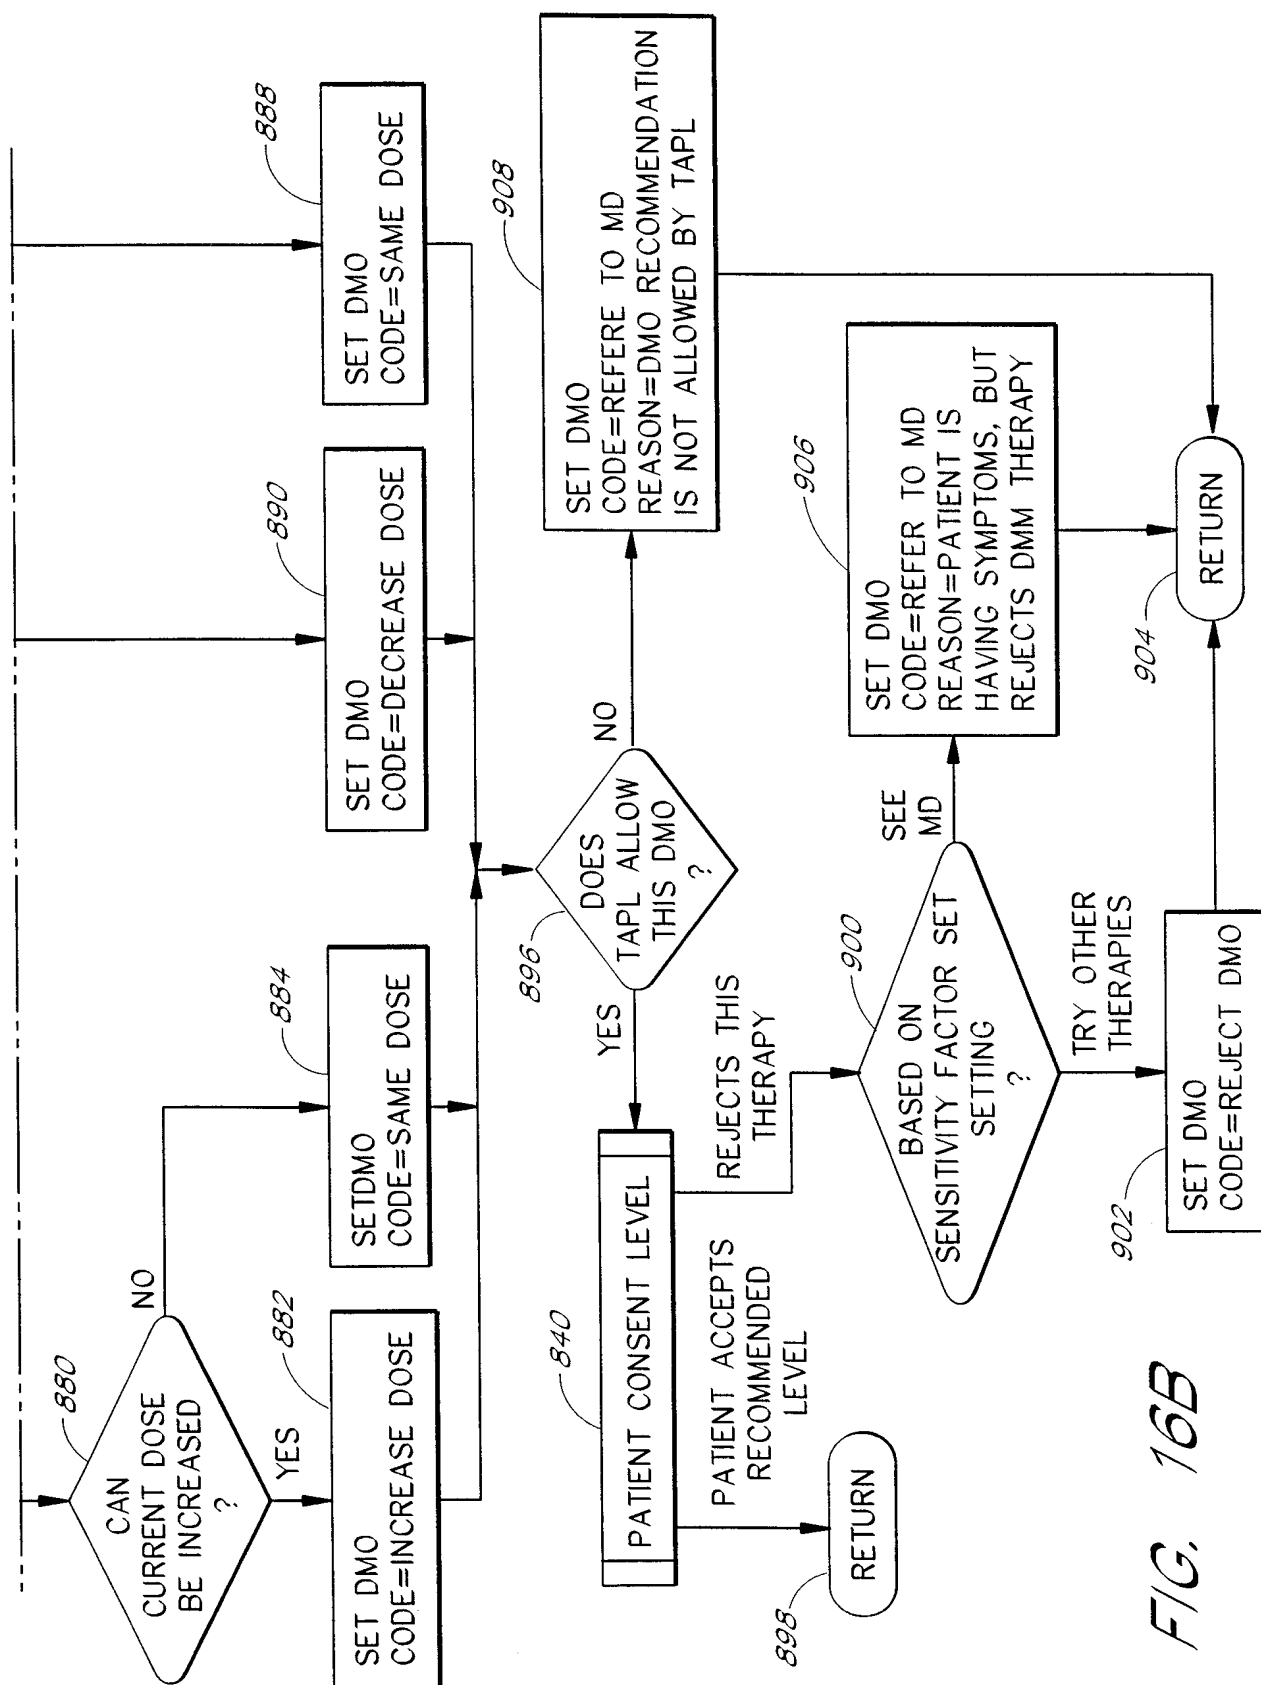 880
CAN
CURRENT DOSE
BE INCREASED
?
NO
YES
882
SET DMO
CODE=INCREASE DOSE
884
SETDMO
CODE=SAME DOSE
890
SET DMO
CODE=DECREASE DOSE
888
SET DMO
CODE=SAME DOSE
896
DOES
TAPL ALLOW
THIS DMO
?
NO
YES
908
SET DMO
CODE=REFERE TO MD
REASON=DMO RECOMMENDATION
IS NOT ALLOWED BY TAPL
840
PATIENT CONSENT LEVEL
REJECTS THIS
THERAPY
PATIENT ACCEPTS
RECOMMENDED
LEVEL
898
RETURN
900
BASED ON
SENSITIVITY FACTOR SET
SETTING
?
SEE
MD
TRY OTHER
THERAPIES
906
SET DMO
CODE=REFER TO MD
REASON=PATIENT IS
HAVING SYMPTOMS, BUT
REJECTS DMM THERAPY
902
SET DMO
CODE=REJECT DMO
904
RETURN
FIG. 16B